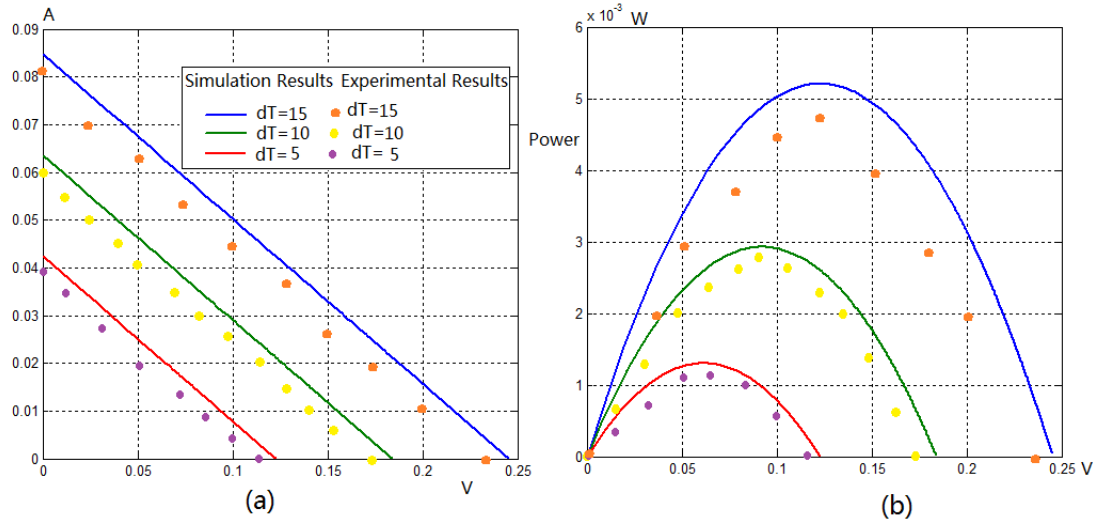 A
0.09
0.08
0.07
0.06
0.05
0.04
0.03
0.02
0.01
0
0
0.05
0.1
0.15
0.2
0.25
V
(a)
Simulation Results Experimental Results
dT=15 dT=15
dT=10 dT=10
dT= 5 dT= 5
× 10⁻³ W
6
5
Power
4
3
2
1
0
0
0.05
0.1
0.15
0.2
0.25
V
(b)